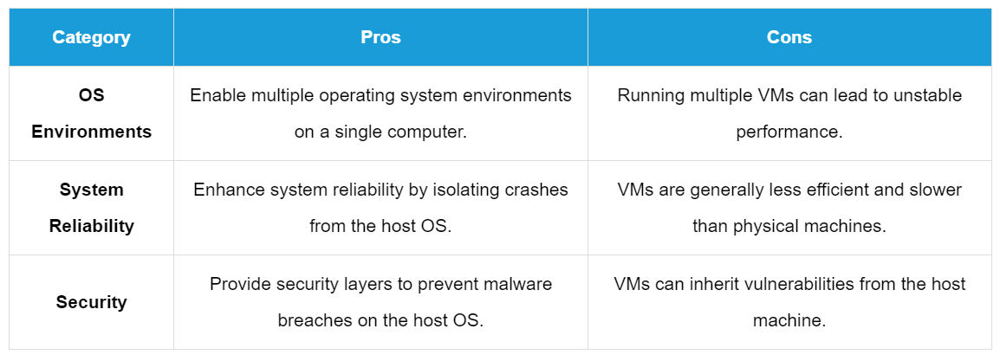 Category
Pros
Cons
OS
Environments
Enable multiple operating system environments
on a single computer.
Running multiple VMs can lead to unstable
performance.
System
Reliability
Enhance system reliability by isolating crashes
from the host OS.
VMs are generally less efficient and slower
than physical machines.
Security
Provide security layers to prevent malware
breaches on the host OS.
VMs can inherit vulnerabilities from the host
machine.